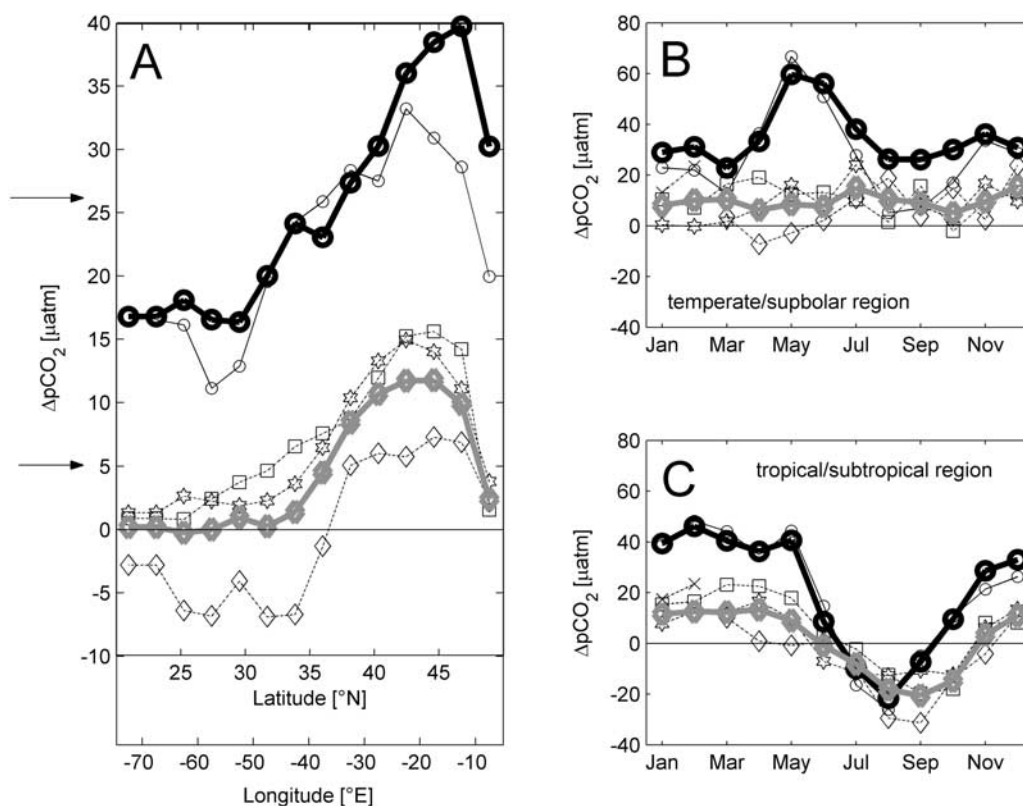 A
40
35
30
25
20
15
10
5
0
-5
-10
ΔpCO2 [µatm]
25 30 35 40 45
Latitude [°N]
-70 -60 -50 -40 -30 -20 -10
Longitude [°E]
B
80
60
40
20
0
-20
-40
ΔpCO2 [µatm]
temperate/supbolar region
Jan Mar May Jul Sep Nov
C
80
60
40
20
0
-20
-40
ΔpCO2 [µatm]
tropical/subtropical region
Jan Mar May Jul Sep Nov